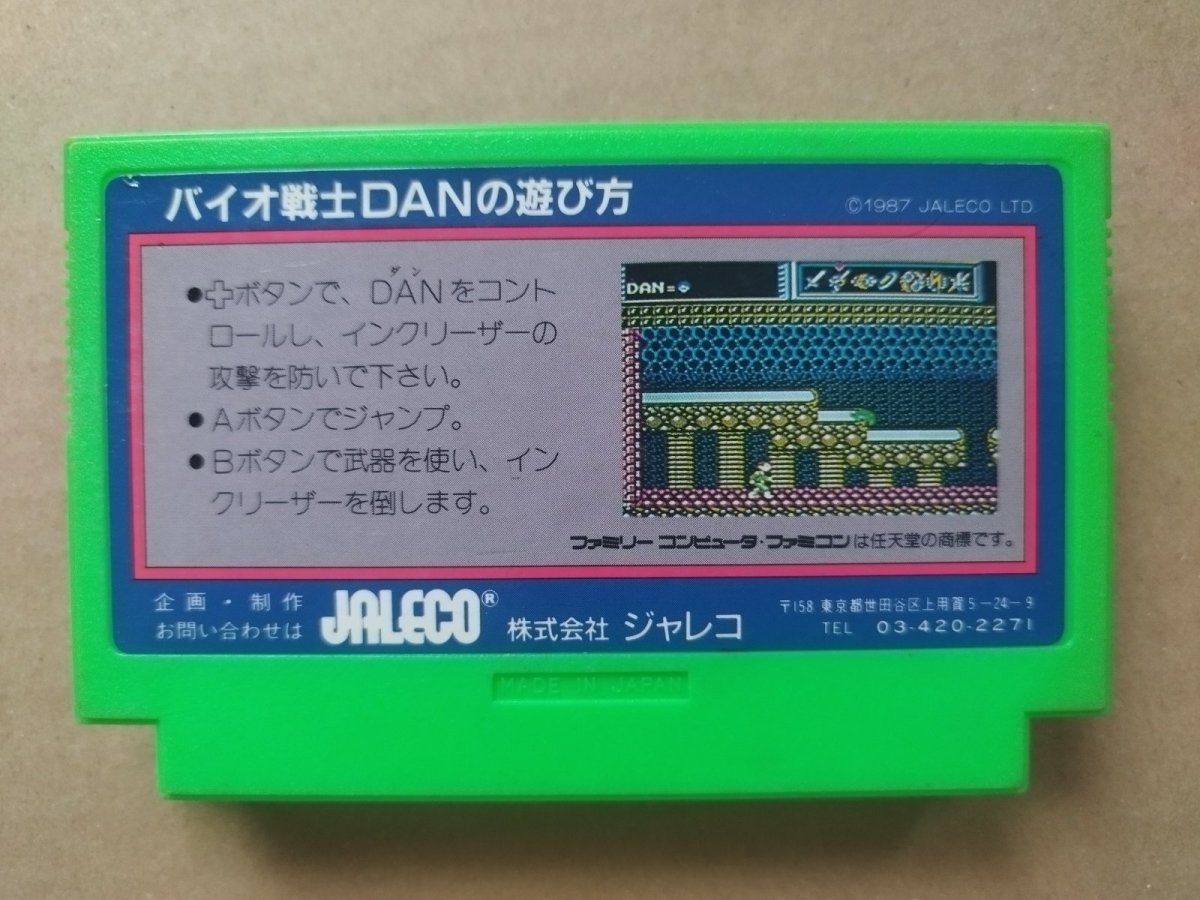 バイオ戦士DANの遊び方
©1987 JALECO LTD.
●✚ボタンで、DANをコント
ダン
ロールし、インクリーザーの
攻撃を防いで下さい。
●Aボタンでジャンプ。
●Bボタンで武器を使い、イン
クリーザーを倒します。
DAN=
ファミリーコンピュータ・ファミコンは任天堂の商標です。
企画・制作
お問い合わせは
JALECO®
株式会社 ジャレコ
〒158 東京都世田谷区上用賀5-24-9
TEL 03-420-2271
MADE IN JAPAN